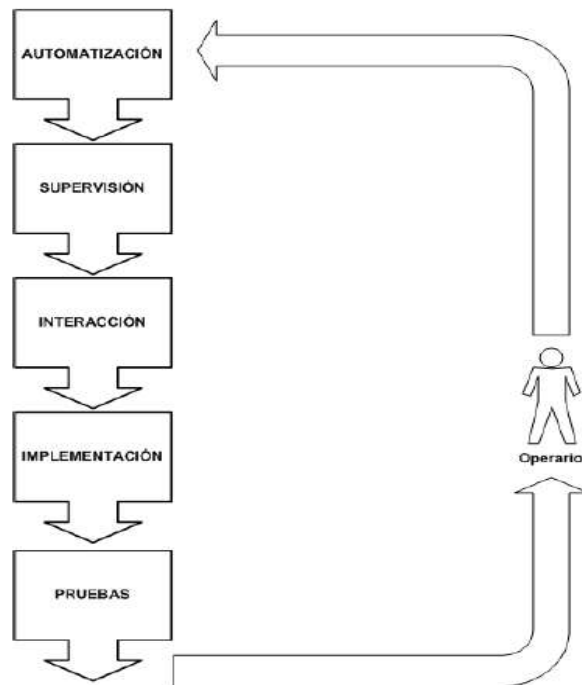 AUTOMATIZACIÓN
SUPERVISIÓN
INTERACCIÓN
IMPLEMENTACIÓN
Operario
PRUEBAS